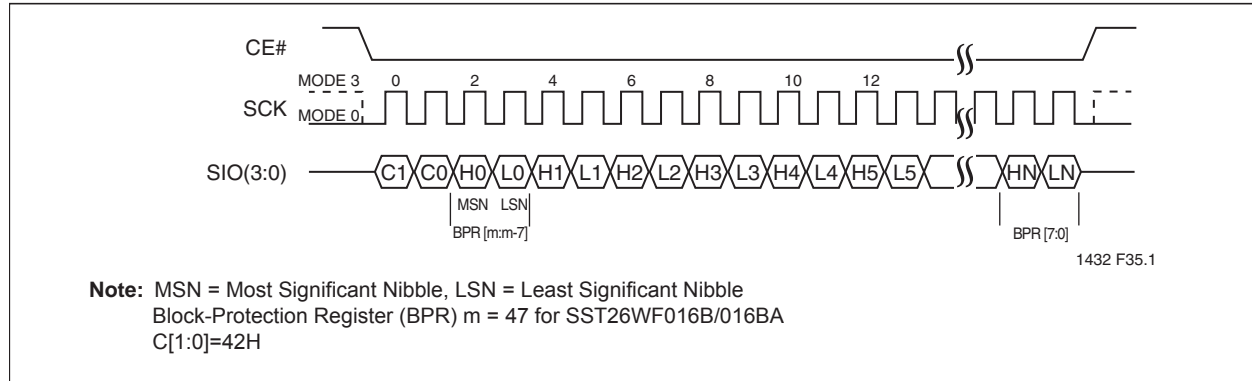 CE#
MODE 3 0 2 4 6 8 10 12
SCK
MODE 0
SIO(3:0) C1 C0 H0 L0 H1 L1 H2 L2 H3 L3 H4 L4 H5 L5 HN LN
MSN LSN
BPR [m:m-7] BPR [7:0]
1432 F35.1
Note: MSN = Most Significant Nibble, LSN = Least Significant Nibble
Block-Protection Register (BPR) m = 47 for SST26WF016B/016BA
C[1:0]=42H